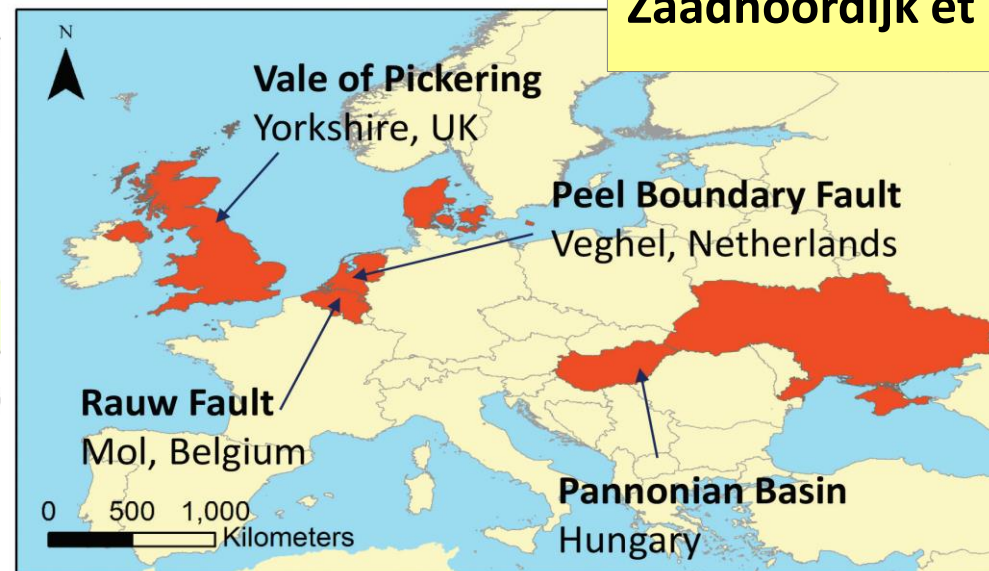 Zaadnoordijk et
N
Vale of Pickering
Yorkshire, UK
Peel Boundary Fault
Veghel, Netherlands
Rauw Fault
Mol, Belgium
0 500 1,000
Kilometers
Pannonian Basin
Hungary